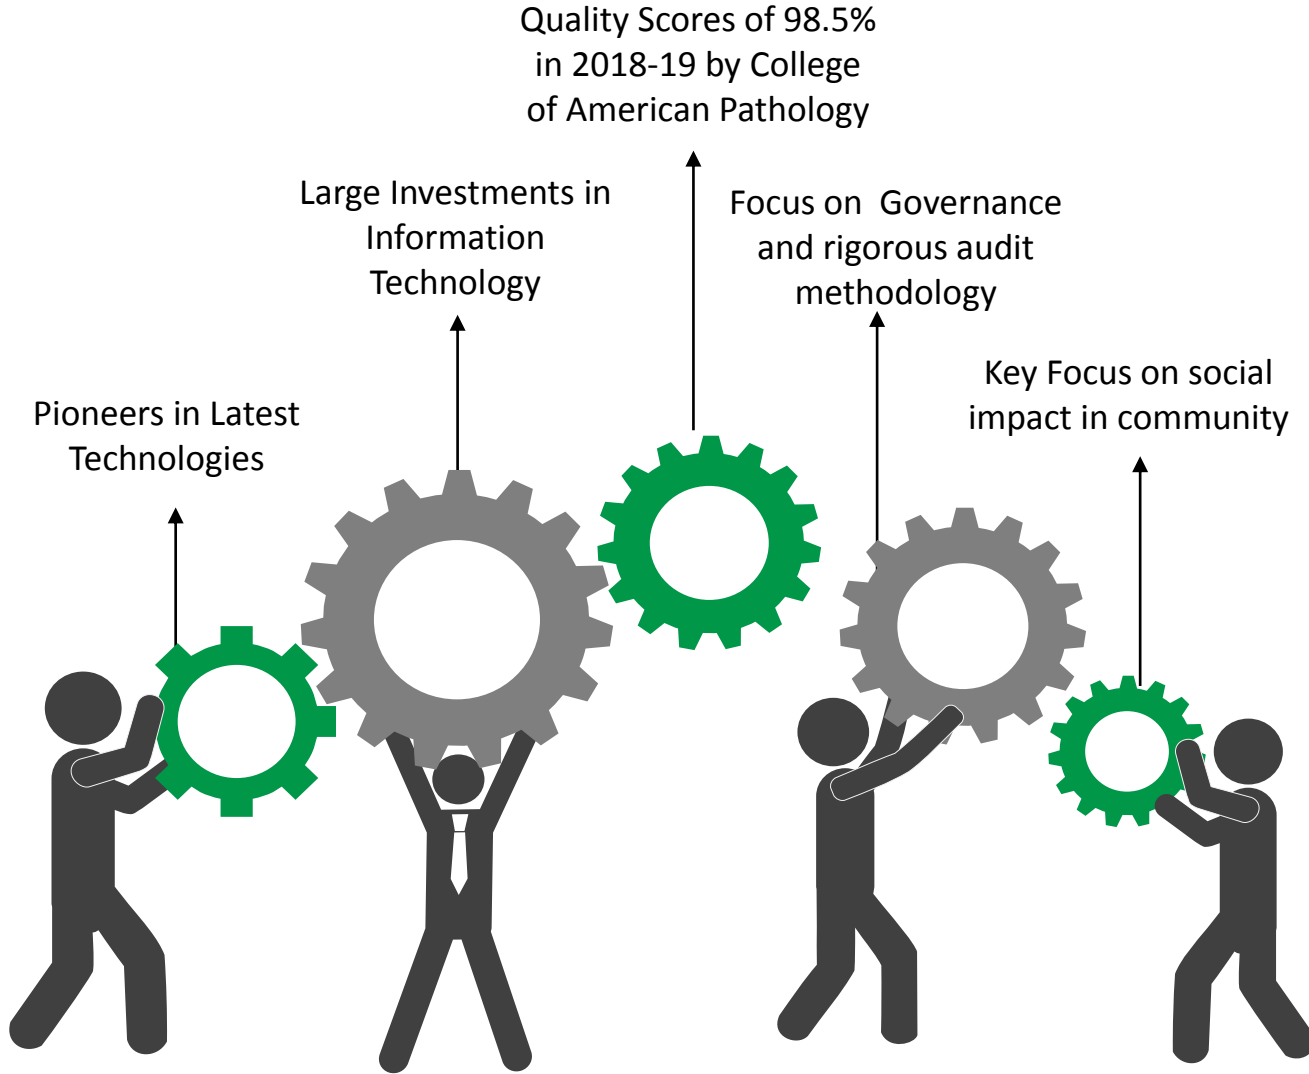 Quality Scores of 98.5%
in 2018-19 by College
of American Pathology
Large Investments in
Information
Technology
Focus on  Governance
and rigorous audit
methodology
Key Focus on social
impact in community
Pioneers in Latest
Technologies